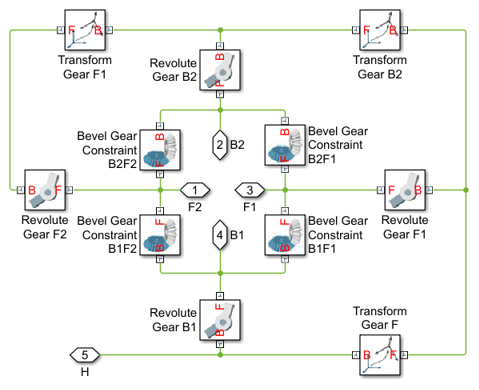 F B
Transform
Gear F1
B F
Transform
Gear B2
Revolute
Gear B2
B
F
Bevel Gear
Constraint
B2F2
B
F
2 B2
B
F
Bevel Gear
Constraint
B2F1
B F
Revolute
Gear F2
1
F2
3
F1
B F
Revolute
Gear F1
Bevel Gear
Constraint
B1F2
F
B
4 B1
F
B
Bevel Gear
Constraint
B1F1
Revolute
Gear B1
F
B
Transform
Gear F
B F
5
H